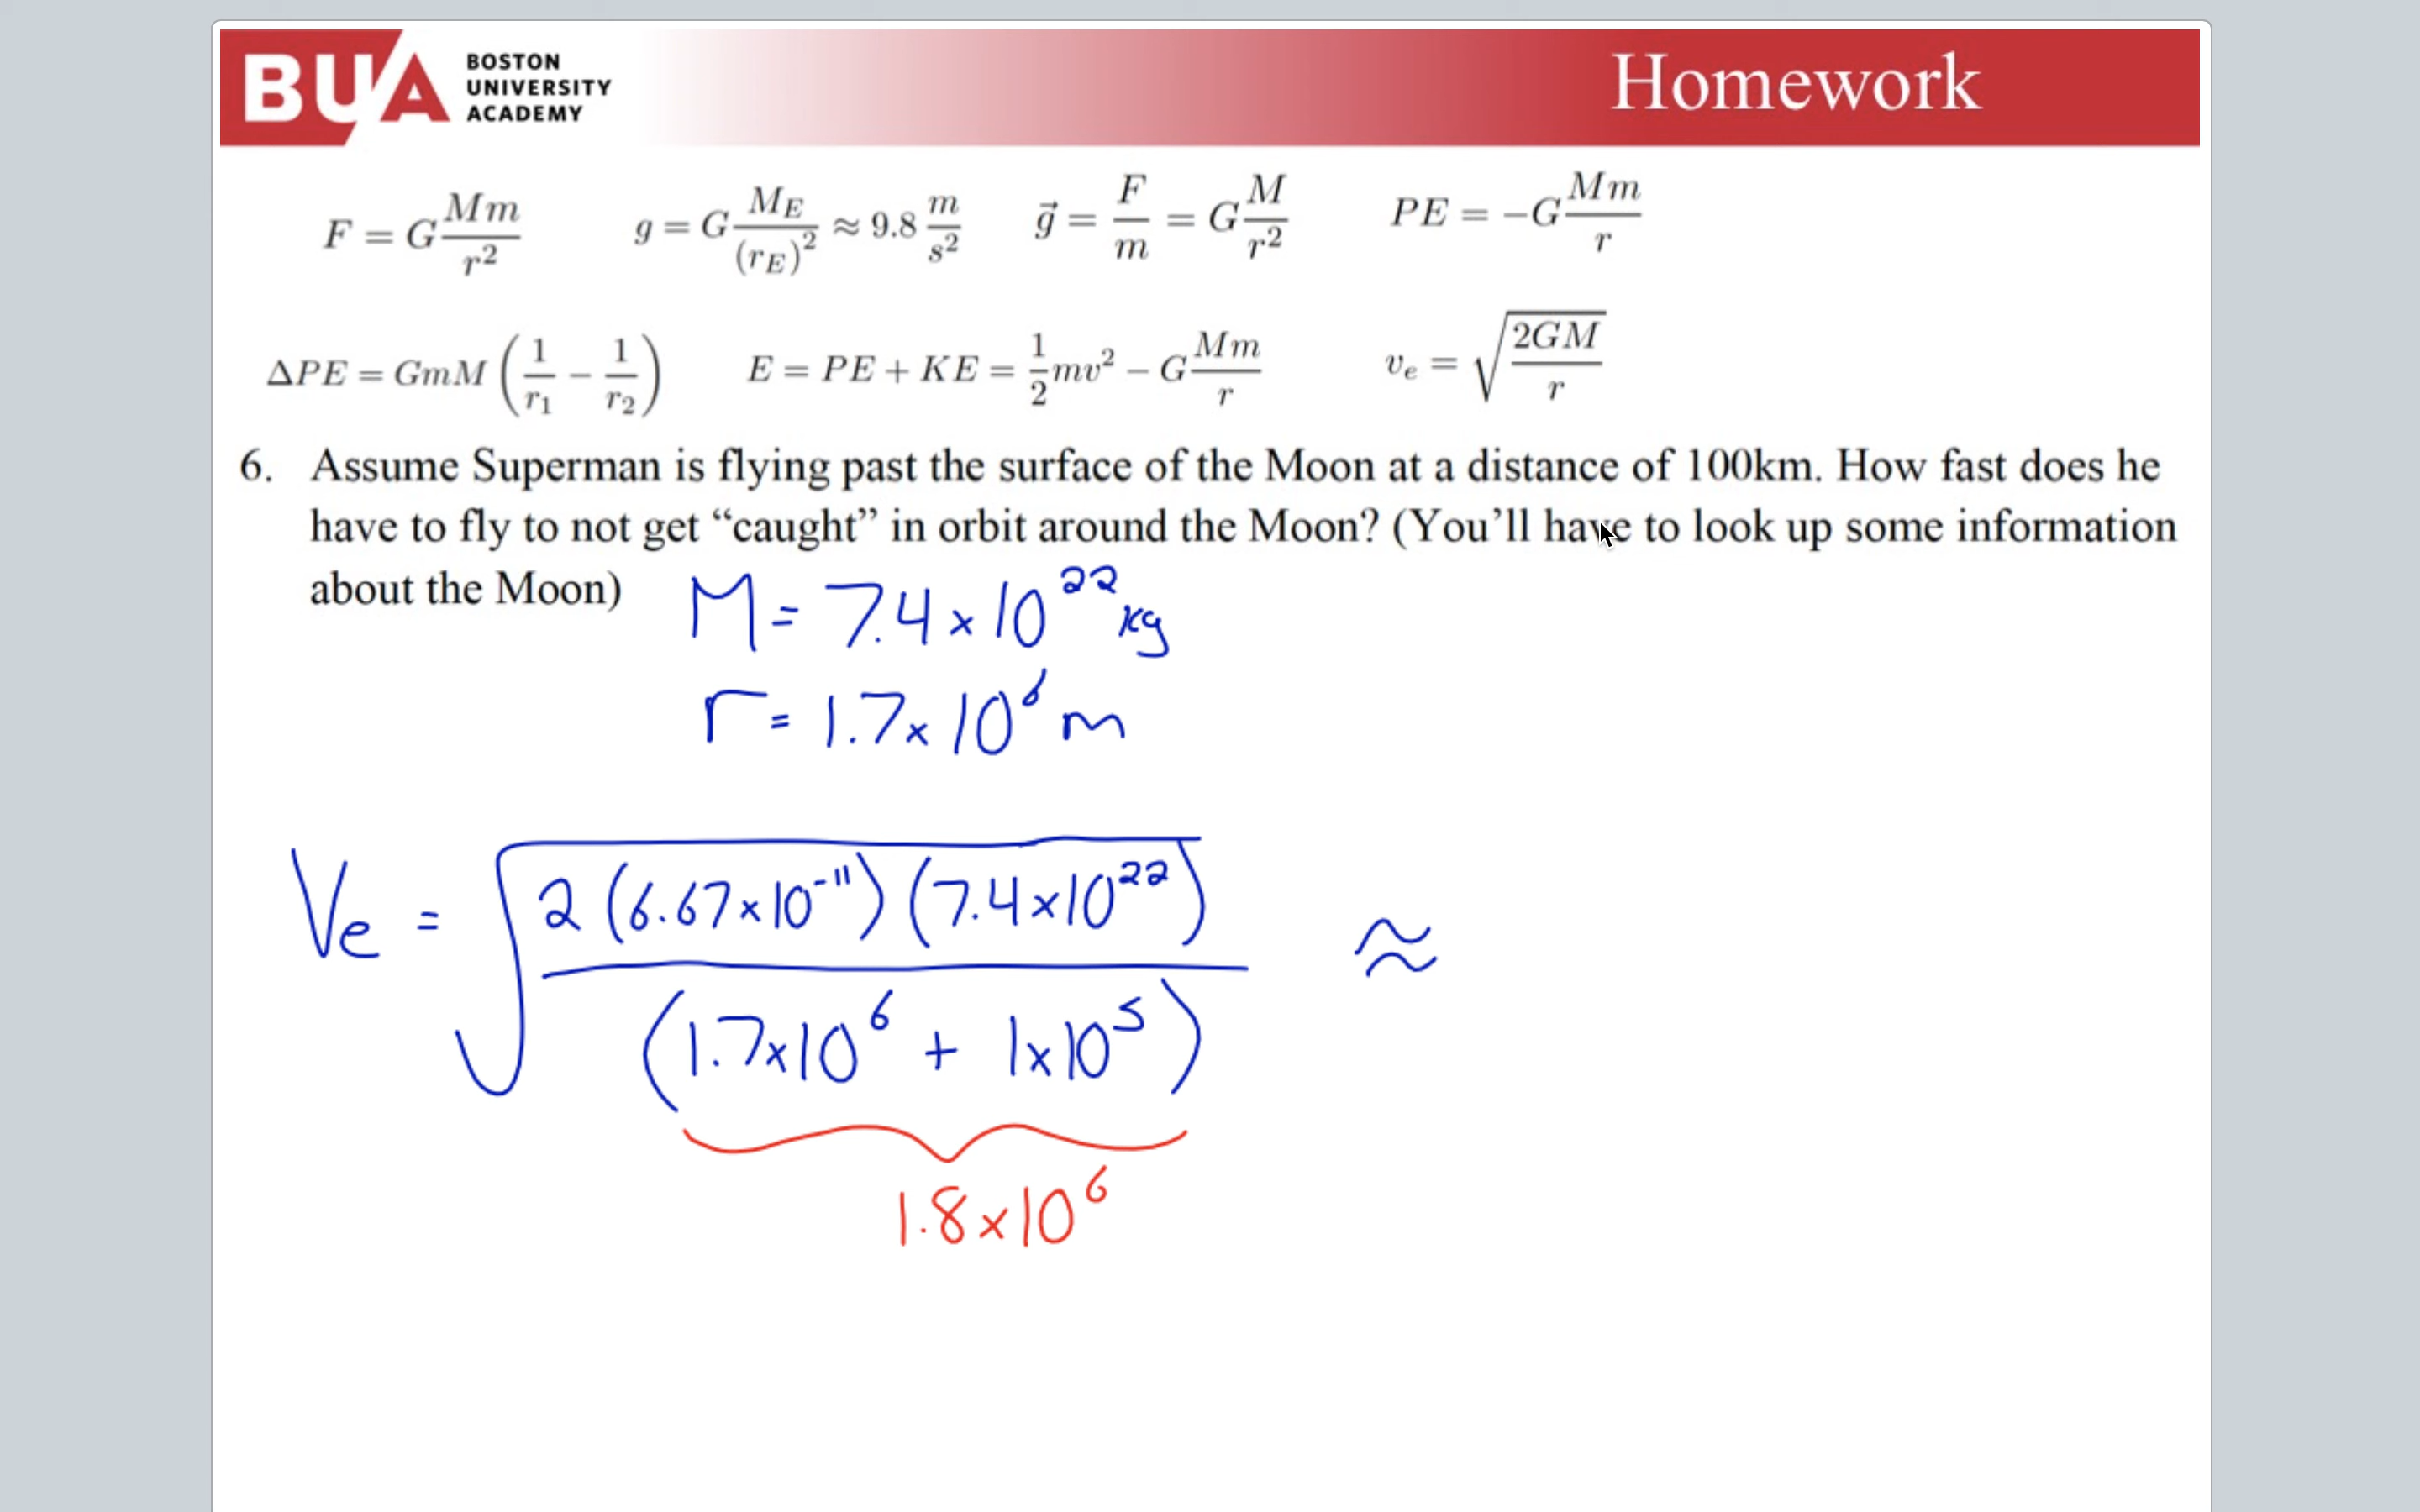 BUA BOSTON UNIVERSITY ACADEMY
Homework
F = G Mm/r² g = G M_E/(r_E)² ≈ 9.8 m/s² \vec{g} = F/m = G M/r² PE = −G Mm/r
ΔPE = GmM (1/r₁ − 1/r₂) E = PE + KE = 1/2 mv² − G Mm/r v_e = √(2GM/r)
6. Assume Superman is flying past the surface of the Moon at a distance of 100km. How fast does he
have to fly to not get “caught” in orbit around the Moon? (You’ll have to look up some information
about the Moon)
M = 7.4 × 10²² kg
r = 1.7 × 10⁶ m
Ve = √(2 (6.67×10⁻¹¹) (7.4×10²²) / (1.7×10⁶ + 1×10⁵)) ≈
1.8×10⁶